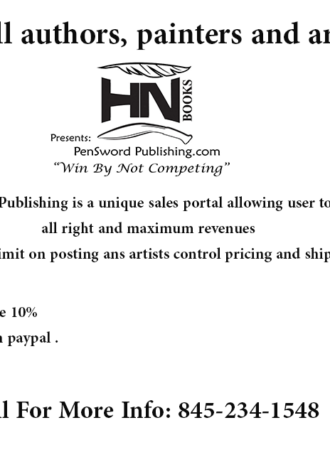 ll authors, painters and ar
HN
BOOKS
Presents:
PenSword Publishing.com
“Win By Not Competing”
Publishing is a unique sales portal allowing user to
all right and maximum revenues
imit on posting ans artists control pricing and ship
e 10%
paypal .
ll For More Info: 845-234-1548